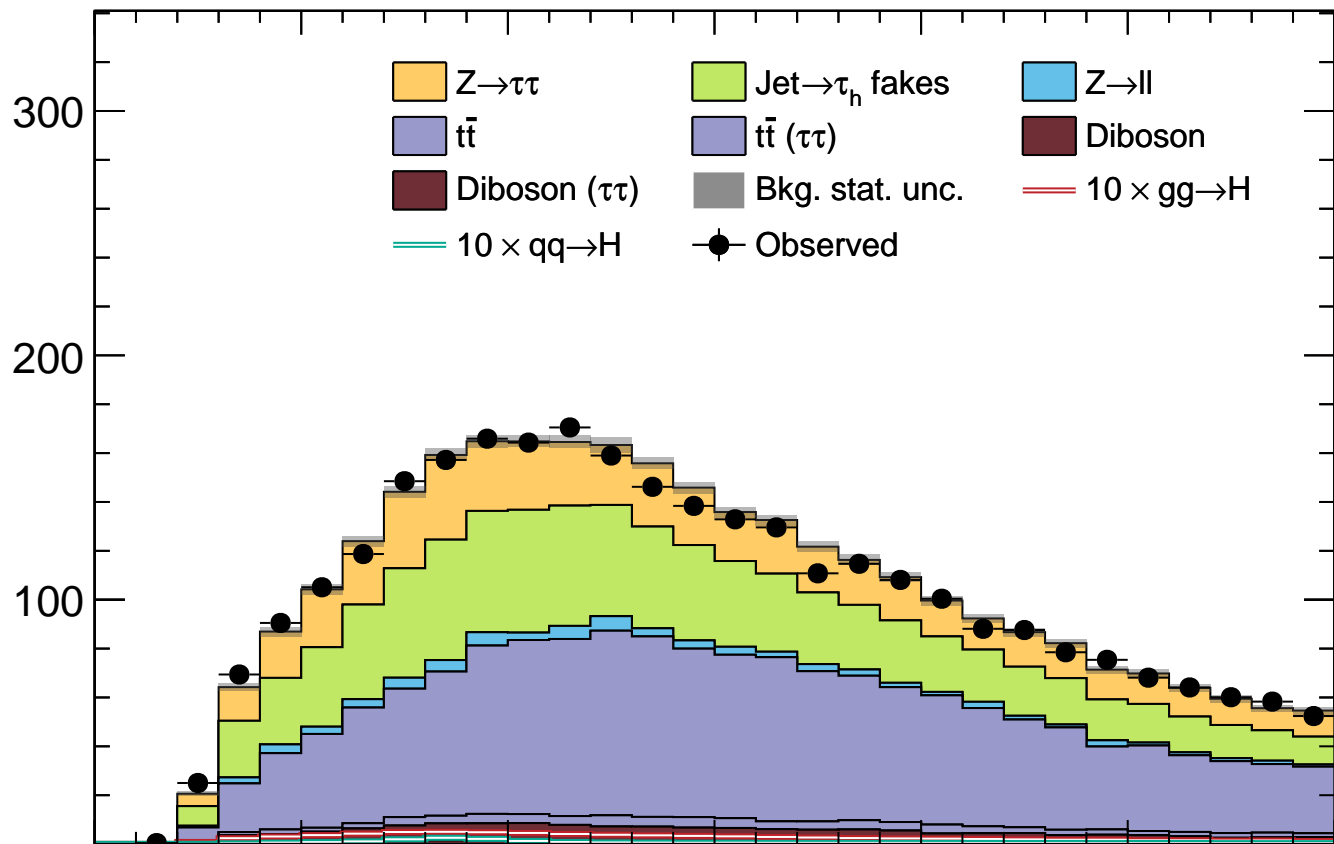 300
200
100
Z→ττ Jet→τh fakes Z→ll
tt̄ tt̄ (ττ) Diboson
Diboson (ττ) Bkg. stat. unc. 10 × gg→H
10 × qq→H Observed